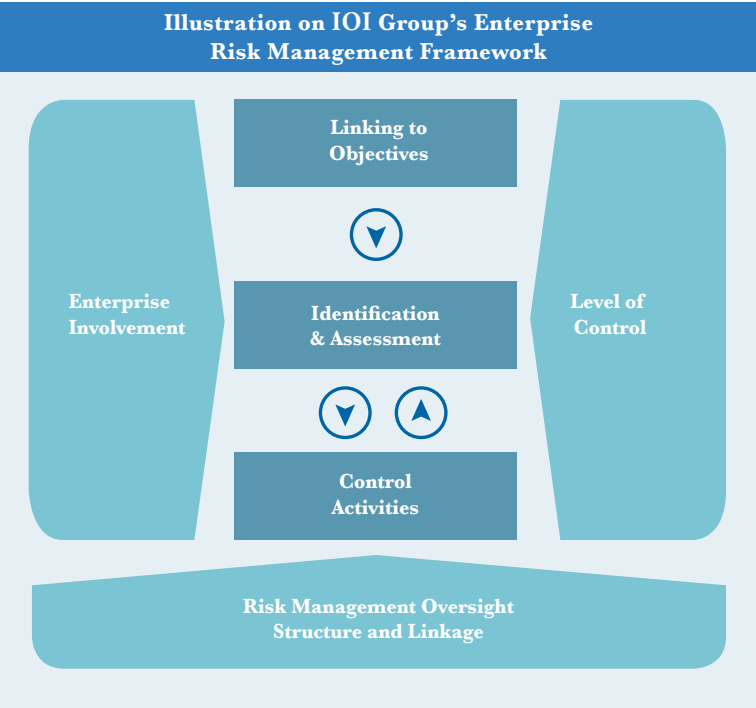 Illustration on IOI Group’s Enterprise
Risk Management Framework
Linking to
Objectives
Enterprise
Involvement
Identification
& Assessment
Level of
Control
Control
Activities
Risk Management Oversight
Structure and Linkage